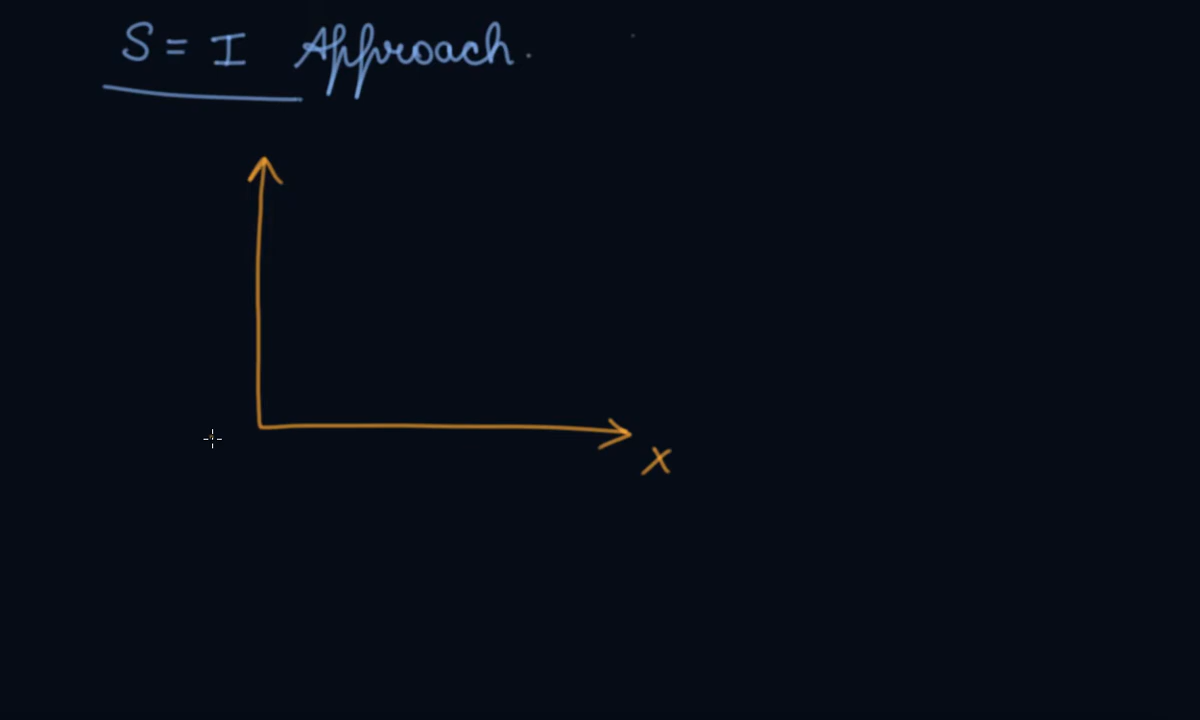 S = I Approach.
X